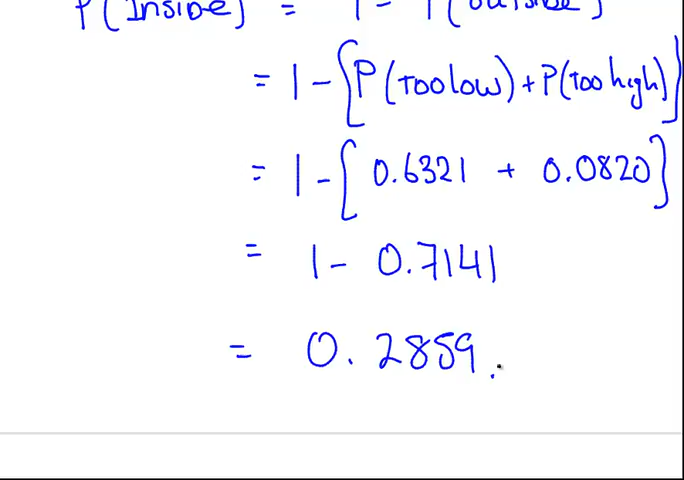 P(Inside) = 1 - P(outside)
= 1 - {P(Too low) + P(Too high)}
= 1 - [0.6321 + 0.0820]
= 1 - 0.7141
= 0.2859.